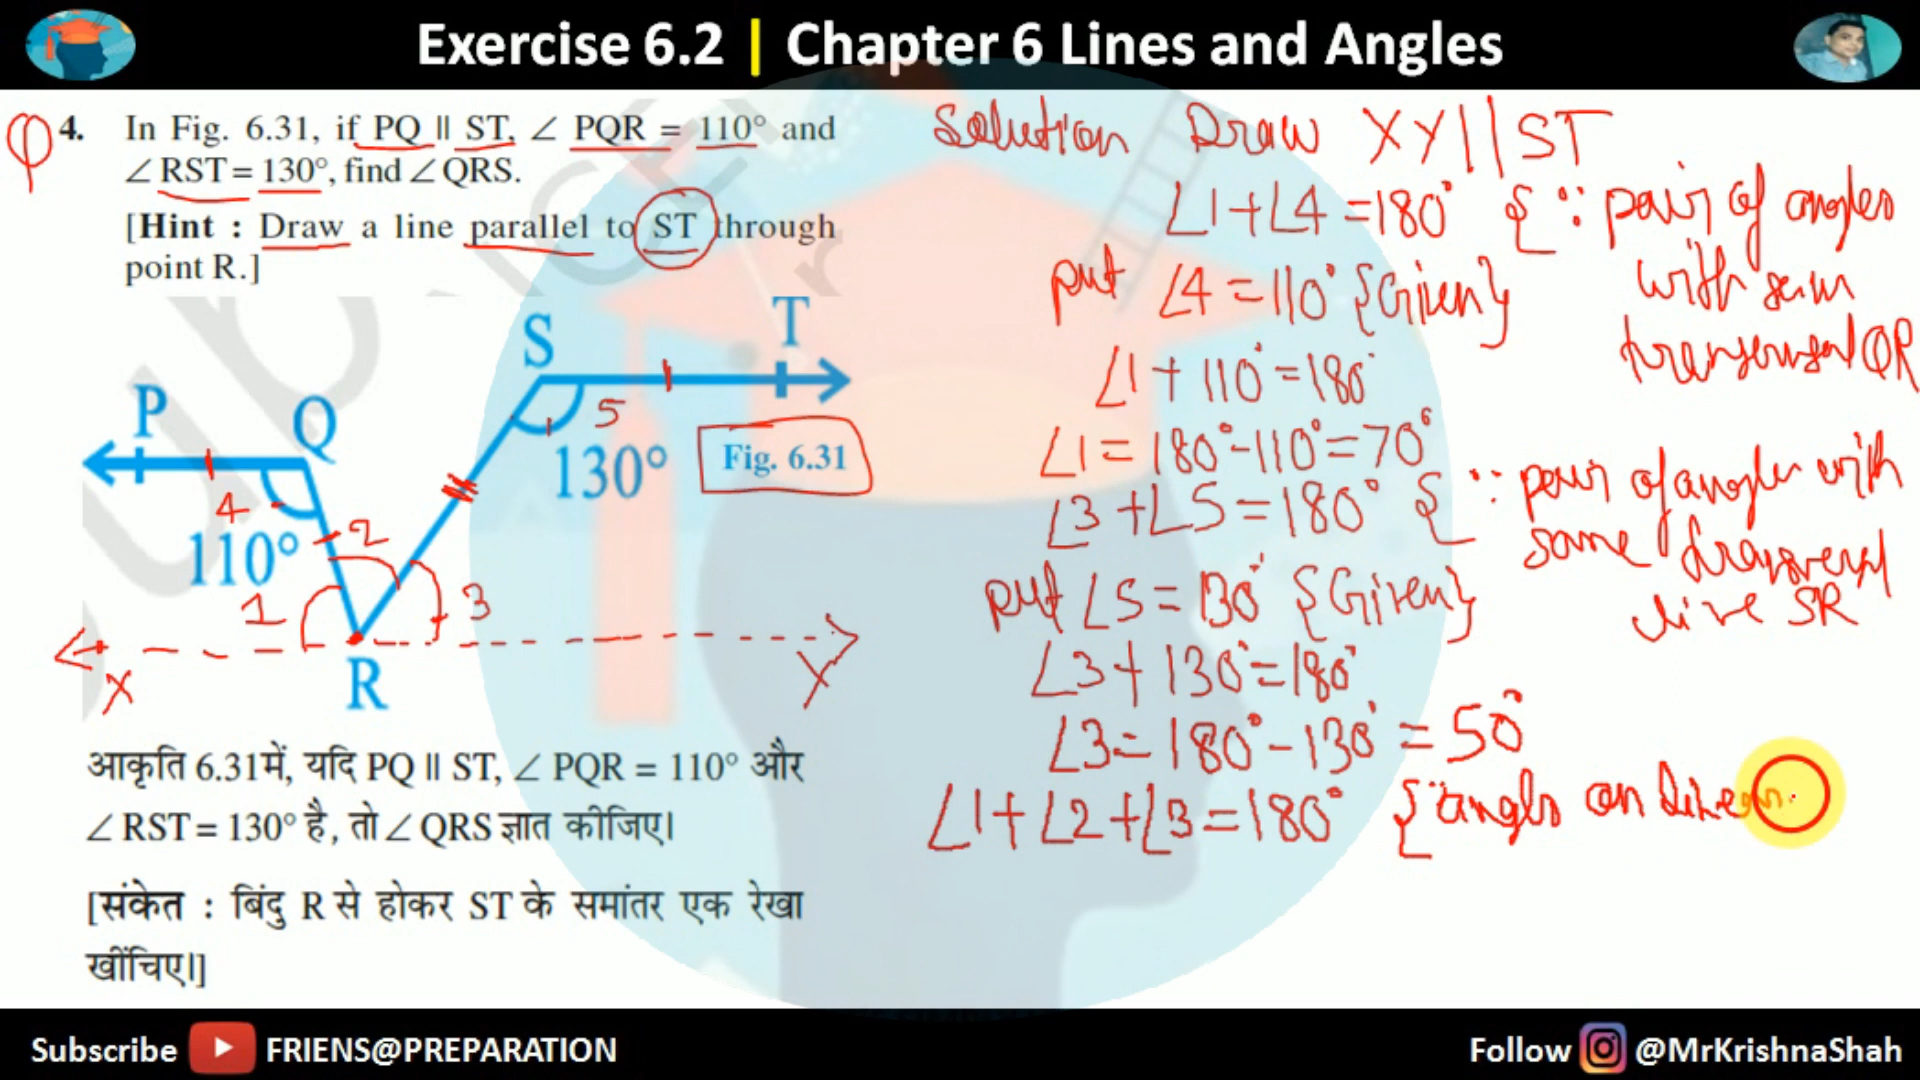 Exercise 6.2 | Chapter 6 Lines and Angles
φ 4. In Fig. 6.31, if PQ || ST, ∠ PQR = 110° and
∠ RST = 130°, find ∠ QRS.
[Hint : Draw a line parallel to ST through
point R.]
S
T
P
Q
5
130°
Fig. 6.31
4
110°
2
1
3
X
R
Y
आकृति 6.31में, यदि PQ || ST, ∠ PQR = 110° और
∠ RST = 130° है, तो ∠ QRS ज्ञात कीजिए।
[संकेत : बिंदु R से होकर ST के समांतर एक रेखा
खींचिए।]
Solution Draw XY || ST
∠1+∠4=180° {∵ pair of angles
with
transversal QR
put ∠4=110° {Given}
∠1+110°=180°
∠1=180°-110°=70°
∠3+∠5=180° {∵ pair of angles with
same transversal
line SR
put ∠5=130° {Given}
∠3+130°=180°
∠3=180°-130°=50°
∠1+∠2+∠3=180° {∵ angles on
Subscribe FRIENS@PREPARATION
Follow @MrKrishnaShah